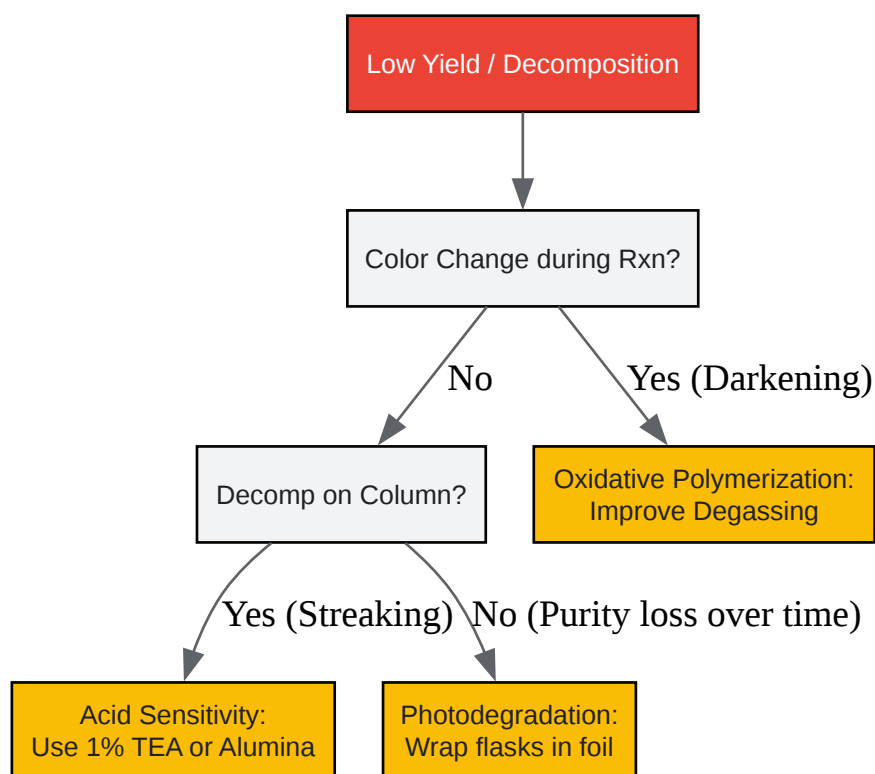 Low Yield / Decomposition
Color Change during Rxn?
No
Yes (Darkening)
Decomp on Column?
Oxidative Polymerization:
Improve Degassing
Yes (Streaking)
No (Purity loss over time)
Acid Sensitivity:
Use 1% TEA or Alumina
Photodegradation:
Wrap flasks in foil